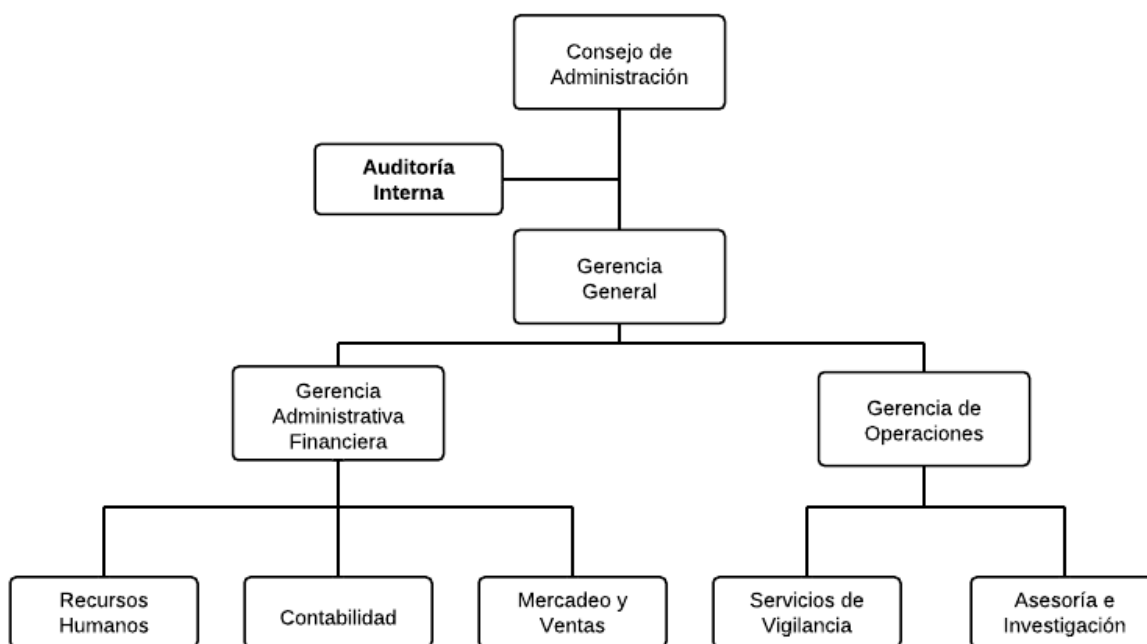 Consejo de
Administración
Auditoría
Interna
Gerencia
General
Gerencia
Administrativa
Financiera
Gerencia de
Operaciones
Recursos
Humanos
Contabilidad
Mercadeo y
Ventas
Servicios de
Vigilancia
Asesoría e
Investigación